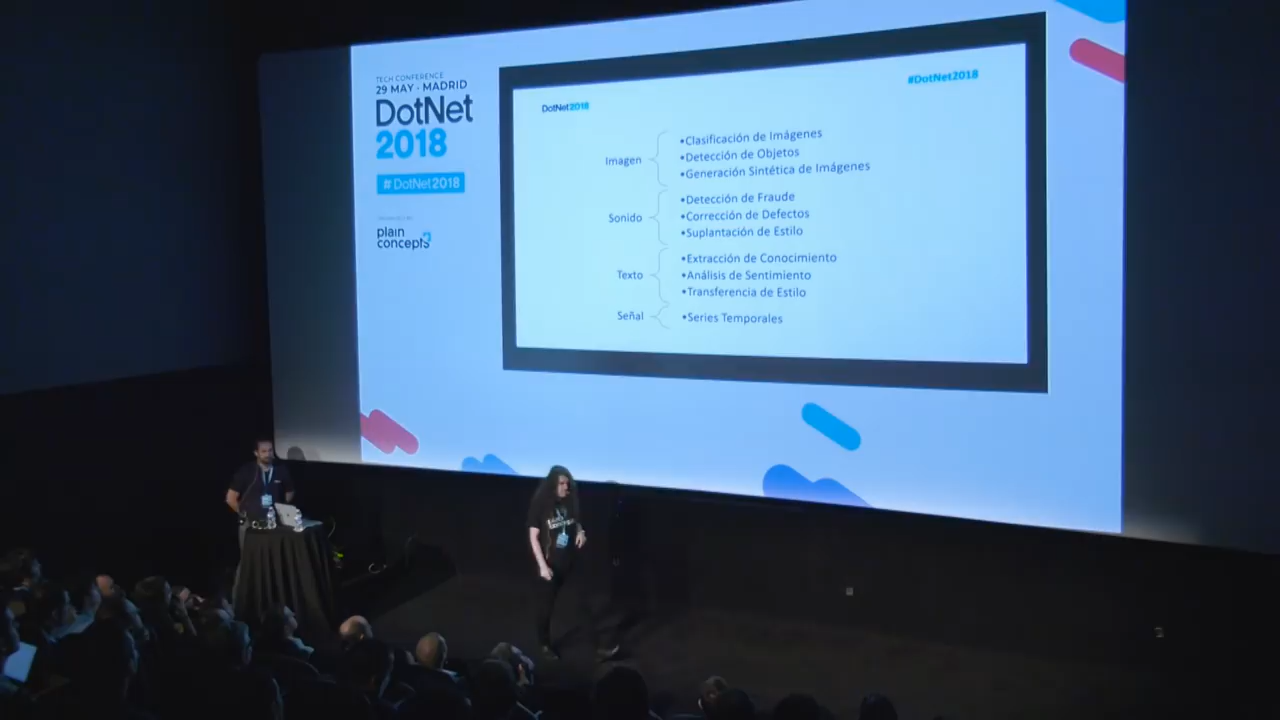 TECH CONFERENCE
29 MAY - MADRID
DotNet
2018
#DotNet2018
plain
concepts
DotNet2018
#DotNet2018
Imagen
•Clasificación de Imágenes
•Detección de Objetos
•Generación Sintética de Imágenes
Sonido
•Detección de Fraude
•Corrección de Defectos
•Suplantación de Estilo
Texto
•Extracción de Conocimiento
•Análisis de Sentimiento
•Transferencia de Estilo
Señal
•Series Temporales